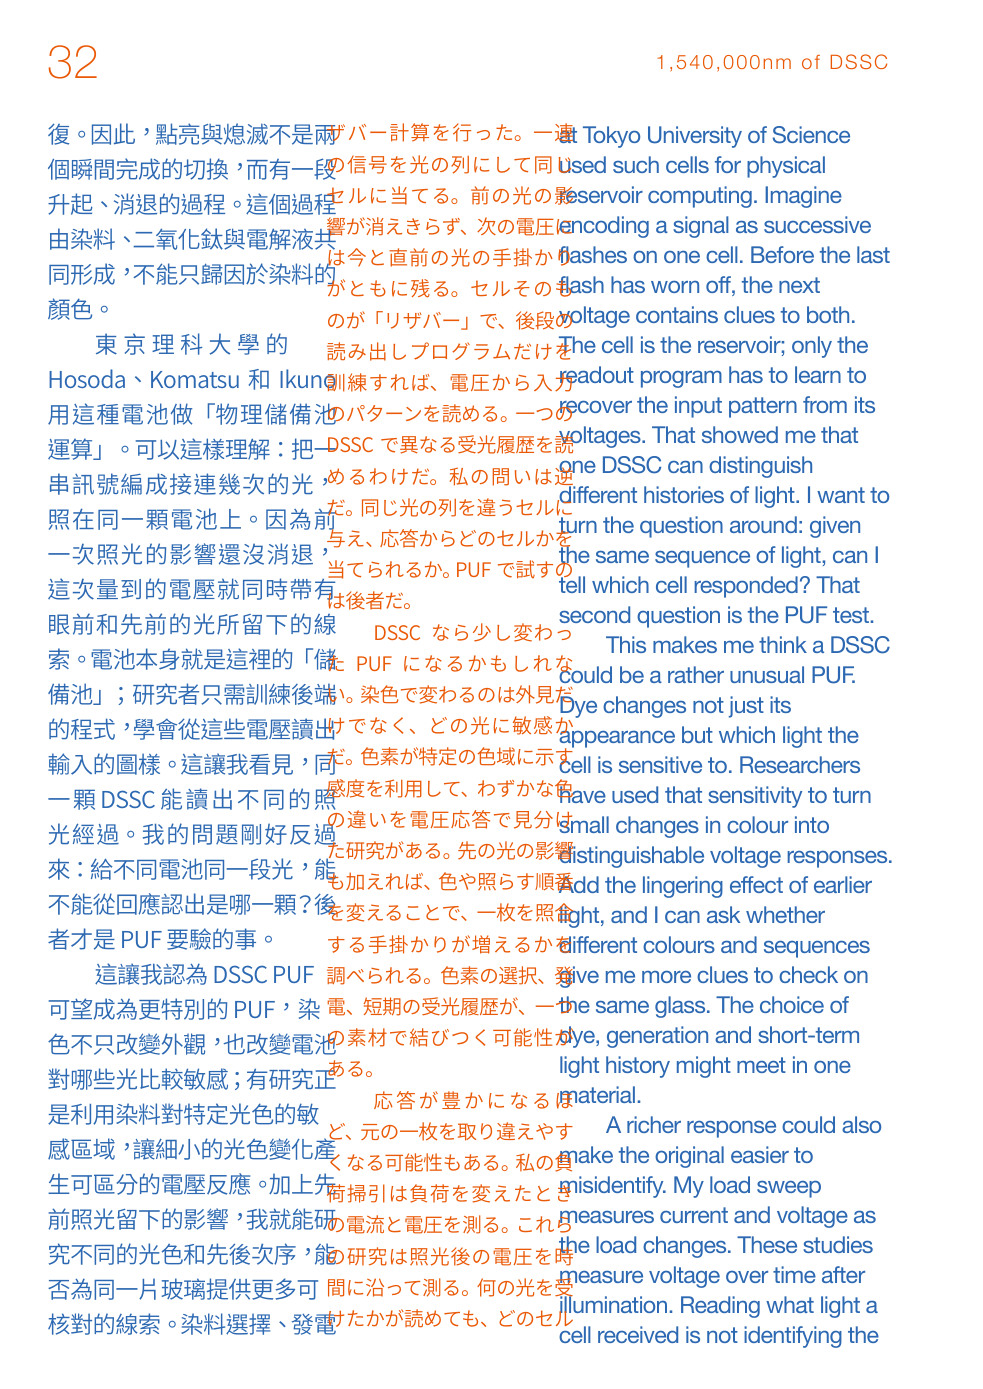 32
1,540,000nm of DSSC
復。因此，點亮與熄滅不是兩
個瞬間完成的切換，而有一段
升起、消退的過程。這個過程
由染料、二氧化鈦與電解液共
同形成，不能只歸因於染料的
顏色。
東京理科大學的
Hosoda、Komatsu 和 Ikuno
用這種電池做「物理儲備池
運算」。可以這樣理解：把一
串訊號編成接連幾次的光，
照在同一顆電池上。因為前
一次照光的影響還沒消退，
這次量到的電壓就同時帶有
眼前和先前的光所留下的線
索。電池本身就是這裡的「儲
備池」；研究者只需訓練後端
的程式，學會從這些電壓讀出
輸入的圖樣。這讓我看見，同
一顆 DSSC 能讀出不同的照
光經過。我的問題剛好反過
來：給不同電池同一段光，能
不能從回應認出是哪一顆？後
者才是 PUF 要驗的事。
這讓我認為 DSSC PUF
可望成為更特別的 PUF，染
色不只改變外觀，也改變電池
對哪些光比較敏感；有研究正
是利用染料對特定光色的敏
感區域，讓細小的光色變化產
生可區分的電壓反應。加上先
前照光留下的影響，我就能研
究不同的光色和先後次序，能
否為同一片玻璃提供更多可
核對的線索。染料選擇、發電
ザバー計算を行った。一連
の信号を光の列にして同じ
セルに当てる。前の光の影
響が消えきらず、次の電圧に
は今と直前の光の手掛かり
がともに残る。セルそのも
のが「リザバー」で、後段の
読み出しプログラムだけを
訓練すれば、電圧から入力
のパターンを読める。一つの
DSSC で異なる受光履歴を読
めるわけだ。私の問いは逆
だ。同じ光の列を違うセルに
与え、応答からどのセルかを
当てられるか。PUF で試すの
は後者だ。
DSSC なら少し変わっ
た PUF になるかもしれな
い。染色で変わるのは外見だ
けでなく、どの光に敏感か
だ。色素が特定の色域に示す
感度を利用して、わずかな色
の違いを電圧応答で見分け
た研究がある。先の光の影響
も加えれば、色や照らす順番
を変えることで、一枚を照合
する手掛かりが増えるかを
調べられる。色素の選択、発
電、短期の受光履歴が、一つ
の素材で結びつく可能性が
ある。
応答が豊かになるほ
ど、元の一枚を取り違えやす
くなる可能性もある。私の負
荷掃引は負荷を変えたとき
の電流と電圧を測る。これら
の研究は照光後の電圧を時
間に沿って測る。何の光を受
けたかが読めても、どのセル
at Tokyo University of Science
used such cells for physical
reservoir computing. Imagine
encoding a signal as successive
flashes on one cell. Before the last
flash has worn off, the next
voltage contains clues to both.
The cell is the reservoir; only the
readout program has to learn to
recover the input pattern from its
voltages. That showed me that
one DSSC can distinguish
different histories of light. I want to
turn the question around: given
the same sequence of light, can I
tell which cell responded? That
second question is the PUF test.
This makes me think a DSSC
could be a rather unusual PUF.
Dye changes not just its
appearance but which light the
cell is sensitive to. Researchers
have used that sensitivity to turn
small changes in colour into
distinguishable voltage responses.
Add the lingering effect of earlier
light, and I can ask whether
different colours and sequences
give me more clues to check on
the same glass. The choice of
dye, generation and short-term
light history might meet in one
material.
A richer response could also
make the original easier to
misidentify. My load sweep
measures current and voltage as
the load changes. These studies
measure voltage over time after
illumination. Reading what light a
cell received is not identifying the